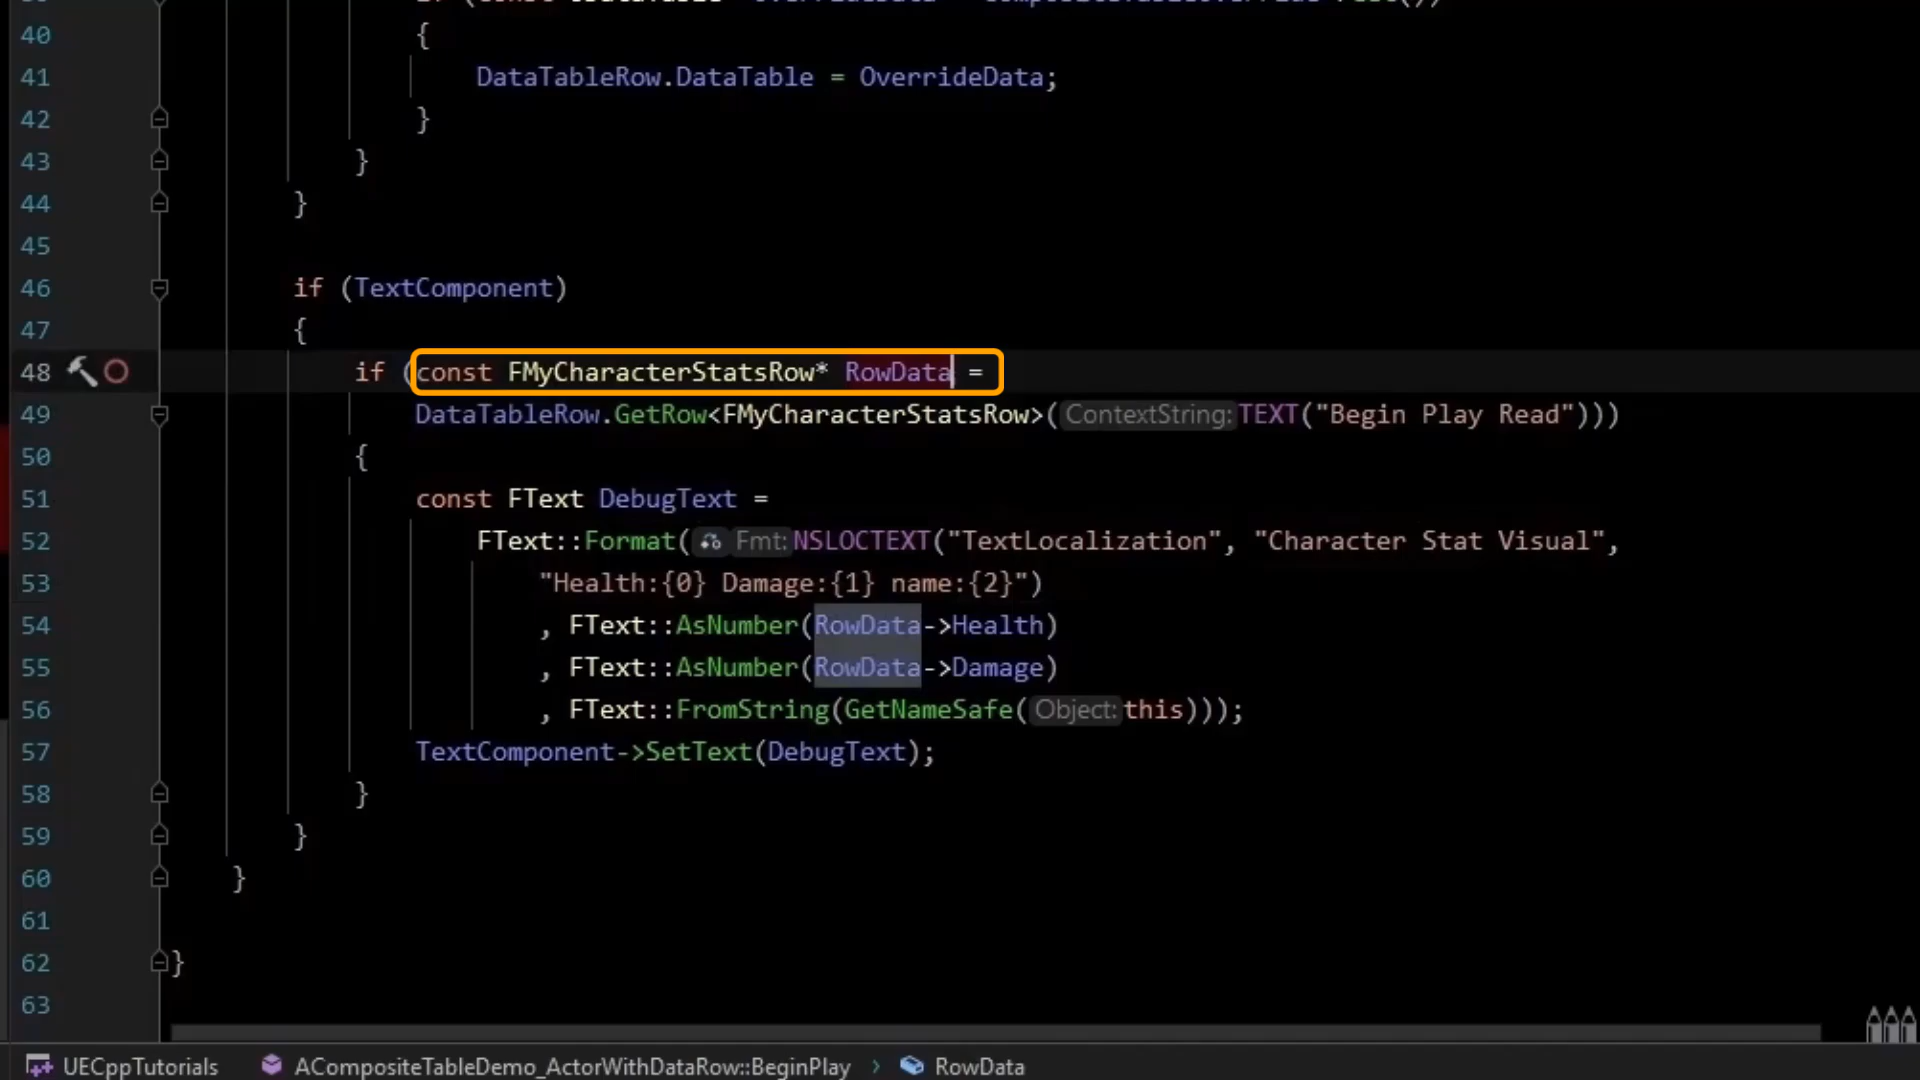 40 {
41 DataTableRow.DataTable = OverrideData;
42 }
43 }
44 }
45
46 if (TextComponent)
47 {
48 if (const FMyCharacterStatsRow* RowData =
49 DataTableRow.GetRow<FMyCharacterStatsRow>(ContextString:TEXT("Begin Play Read")))
50 {
51 const FText DebugText =
52 FText::Format(Fmt:NSLOCTEXT("TextLocalization", "Character Stat Visual",
53 "Health:{0} Damage:{1} name:{2}")
54 , FText::AsNumber(RowData->Health)
55 , FText::AsNumber(RowData->Damage)
56 , FText::FromString(GetNameSafe(Object:this)));
57 TextComponent->SetText(DebugText);
58 }
59 }
60 }
61
62 }
63
UECppTutorials ACompositeTableDemo_ActorWithDataRow::BeginPlay › RowData